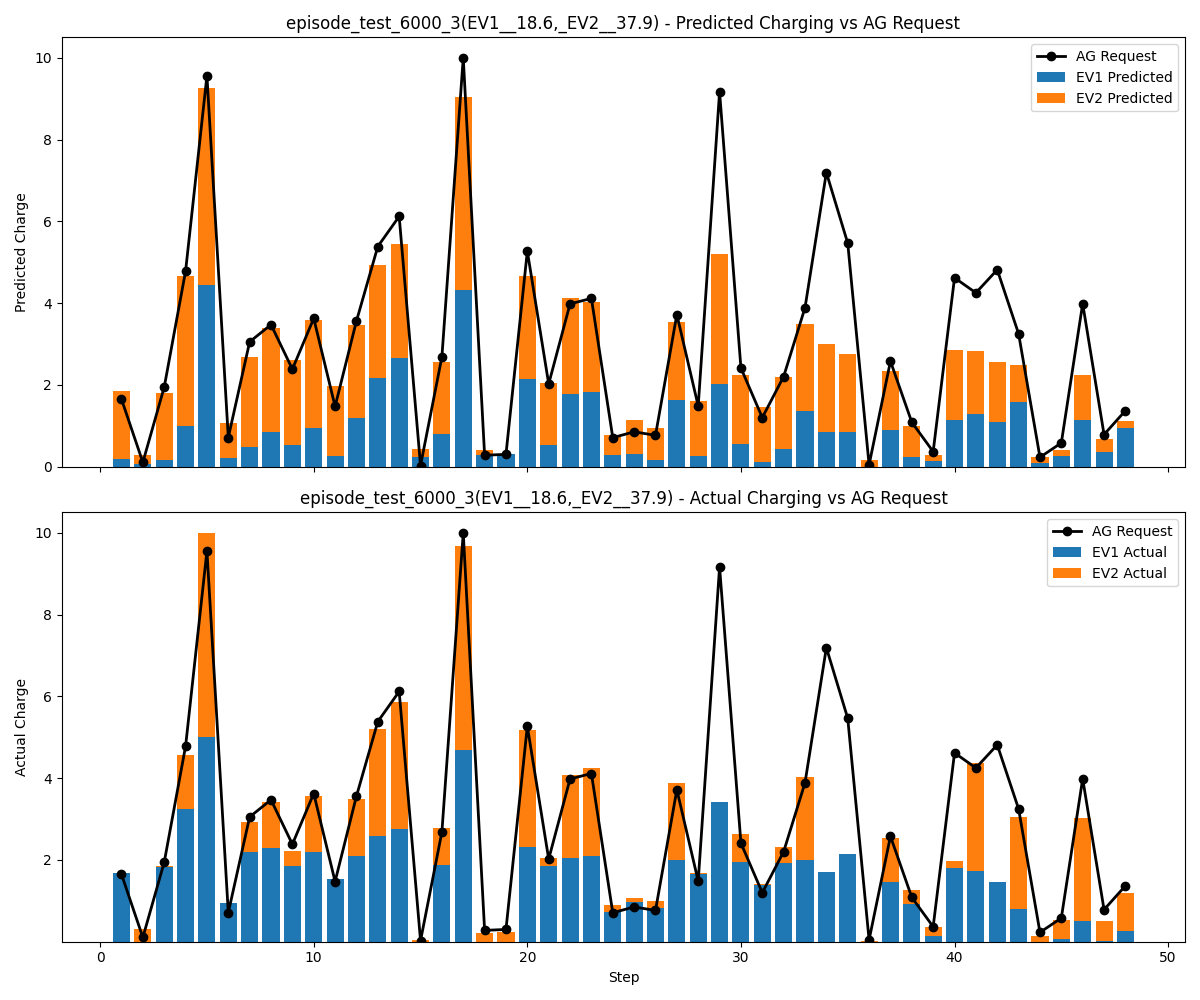 episode_test_6000_3(EV1__18.6,_EV2__37.9) - Predicted Charging vs AG Request
10
8
6
4
2
0
Predicted Charge
AG Request
EV1 Predicted
EV2 Predicted
episode_test_6000_3(EV1__18.6,_EV2__37.9) - Actual Charging vs AG Request
10
8
6
4
2
Actual Charge
AG Request
EV1 Actual
EV2 Actual
0 10 20 30 40 50
Step